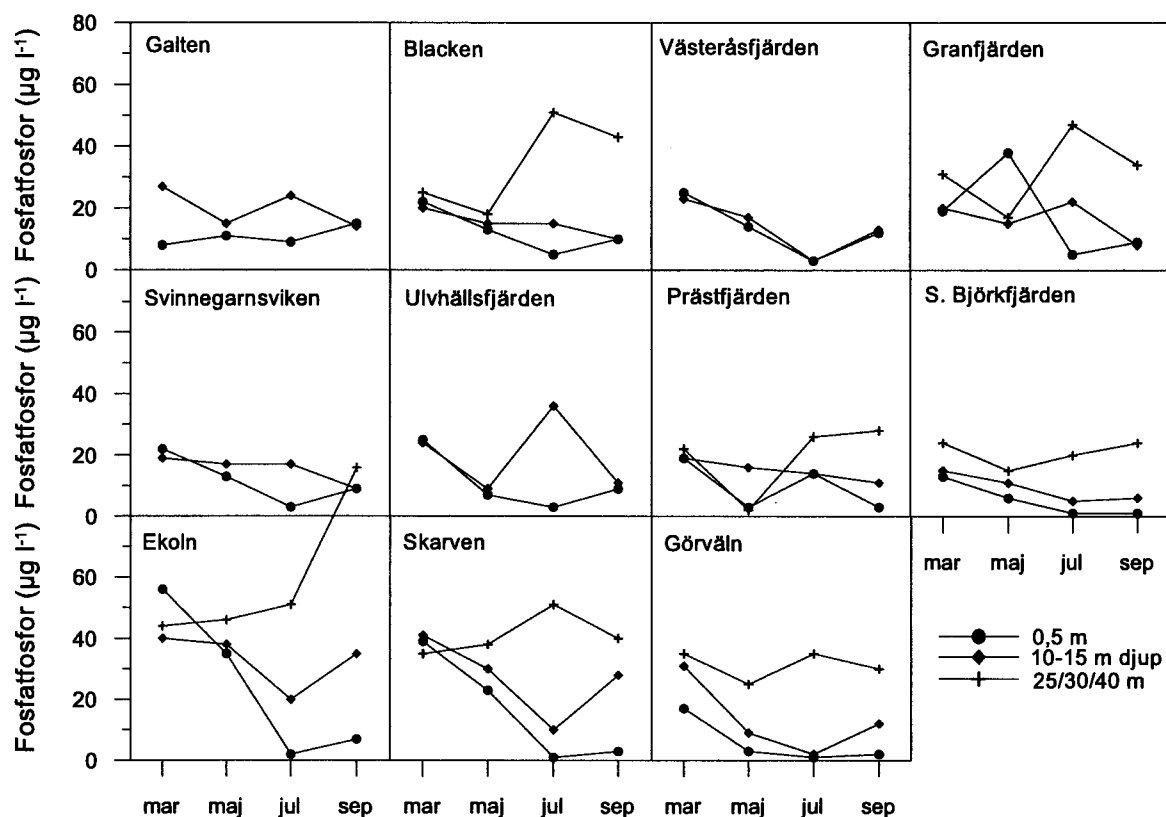 Fosfatfosfor (µg l-1)
80
60
40
20
0
Galten
Blacken
Västeråsfjärden
Granfjärden
Fosfatfosfor (µg l-1)
60
40
20
0
Svinnegarnsviken
Ulvhällsfjärden
Prästfjärden
S. Björkfjärden
mar maj jul sep
Fosfatfosfor (µg l-1)
60
40
20
0
Ekoln
Skarven
Görväln
0,5 m
10-15 m djup
25/30/40 m
mar maj jul sep
mar maj jul sep
mar maj jul sep